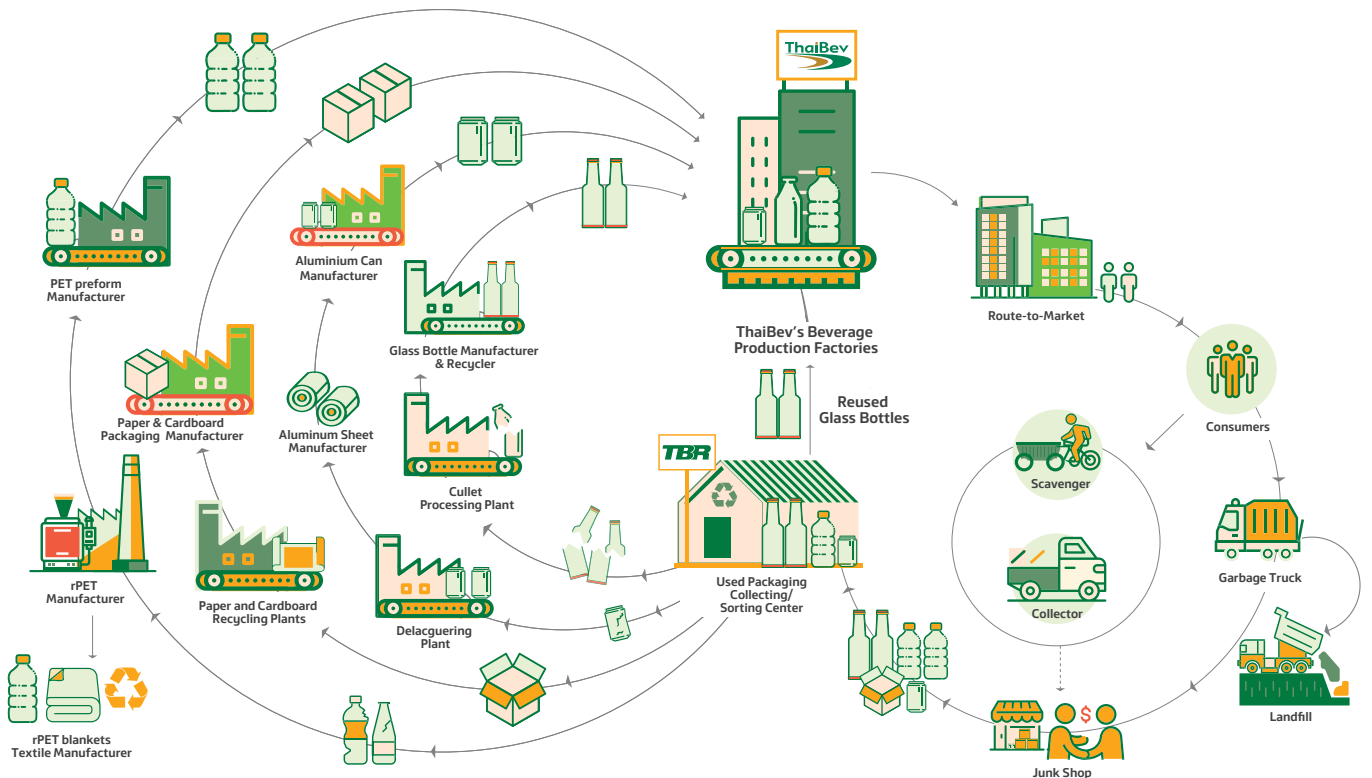 ThaiBev
PET preform
Manufacturer
Aluminium Can
Manufacturer
Glass Bottle Manufacturer
& Recycler
ThaiBev's Beverage
Production Factories
Route-to-Market
Paper & Cardboard
Packaging Manufacturer
Aluminum Sheet
Manufacturer
Cullet
Processing Plant
Reused
Glass Bottles
TBR
Consumers
Scavenger
Collector
Garbage Truck
rPET
Manufacturer
Paper and Cardboard
Recycling Plants
Delacguering
Plant
Used Packaging
Collecting/
Sorting Center
Landfill
$
Junk Shop
rPET blankets
Textile Manufacturer